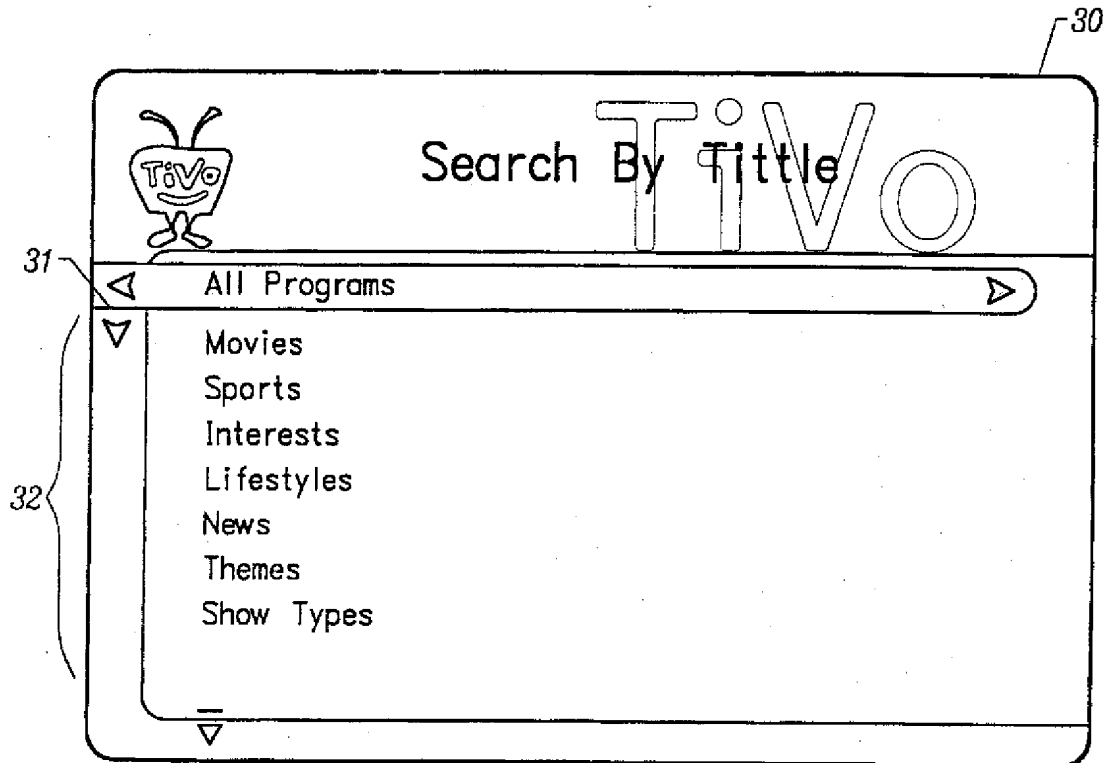 30
TiVo
TiVo
Search By Tittle
31
All Programs
Movies
Sports
Interests
Lifestyles
32
News
Themes
Show Types